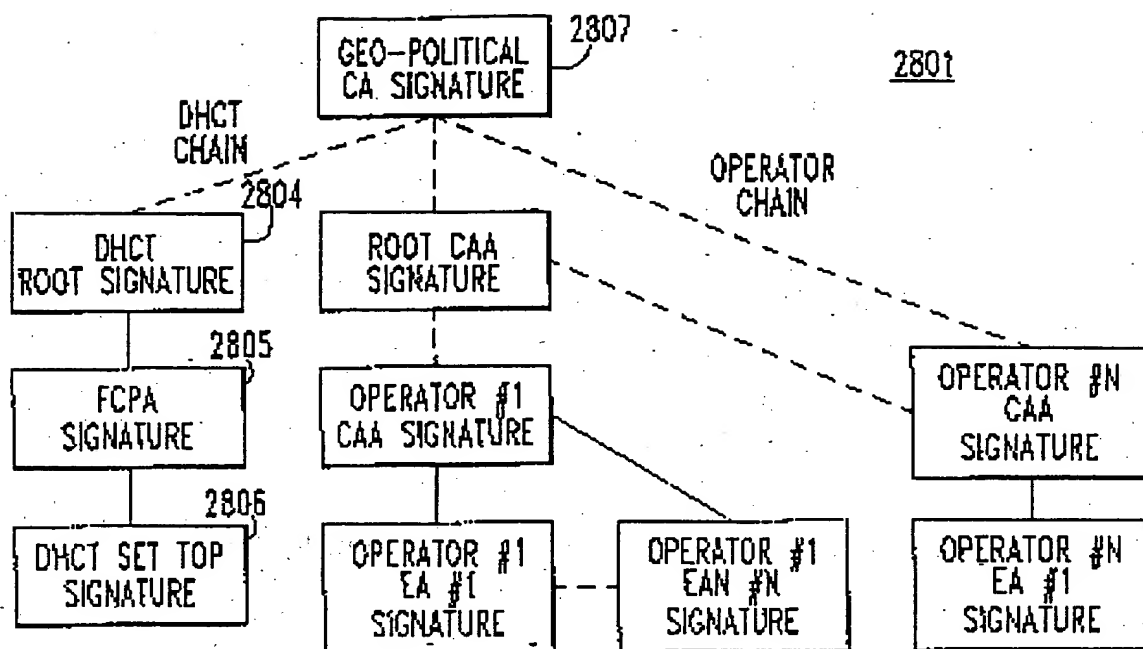 2807
GEO-POLITICAL
CA SIGNATURE
2801
DHCT
CHAIN
OPERATOR
CHAIN
2804
DHCT
ROOT SIGNATURE
ROOT CAA
SIGNATURE
2805
FCPA
SIGNATURE
OPERATOR #1
CAA SIGNATURE
OPERATOR #N
CAA
SIGNATURE
2806
DHCT SET TOP
SIGNATURE
OPERATOR #1
EA #1
SIGNATURE
OPERATOR #1
EAN #N
SIGNATURE
OPERATOR #N
EA #1
SIGNATURE